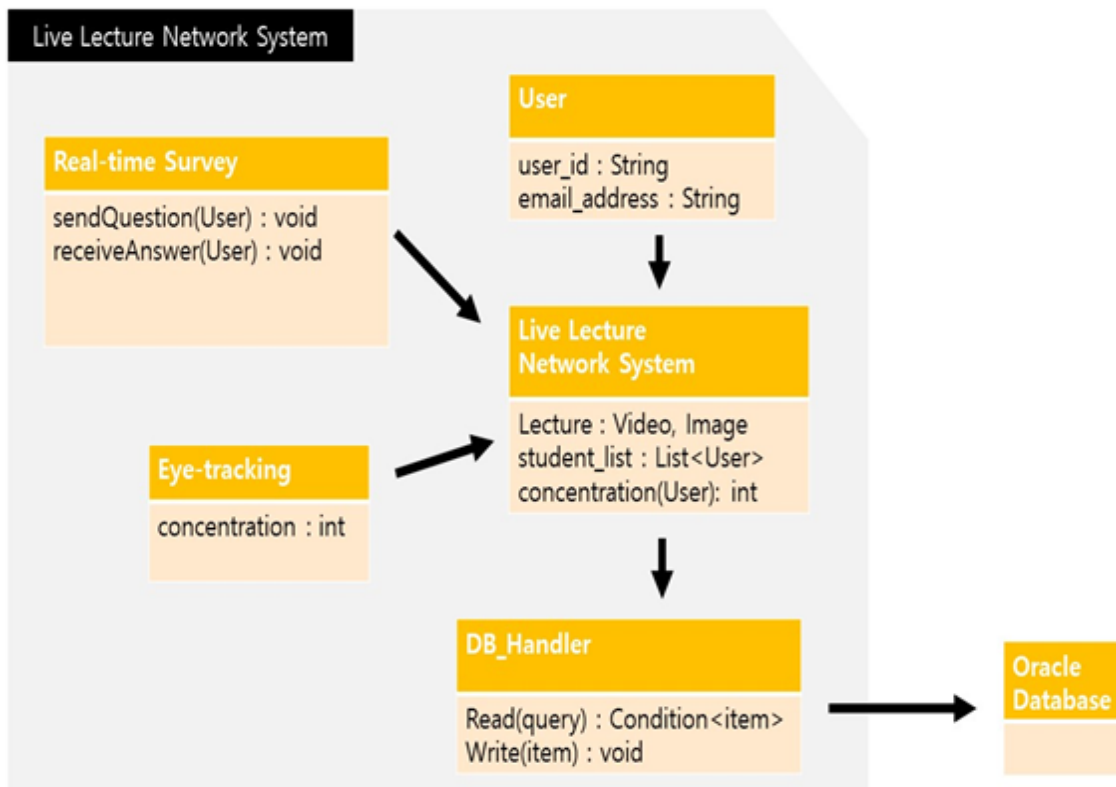 Live Lecture Network System
User
user_id : String
email_address : String
Real-time Survey
sendQuestion(User) : void
receiveAnswer(User) : void
Live Lecture
Network System
Lecture : Video, Image
student_list : List<User>
concentration(User): int
Eye-tracking
concentration : int
DB_Handler
Read(query) : Condition<item>
Write(item) : void
Oracle
Database